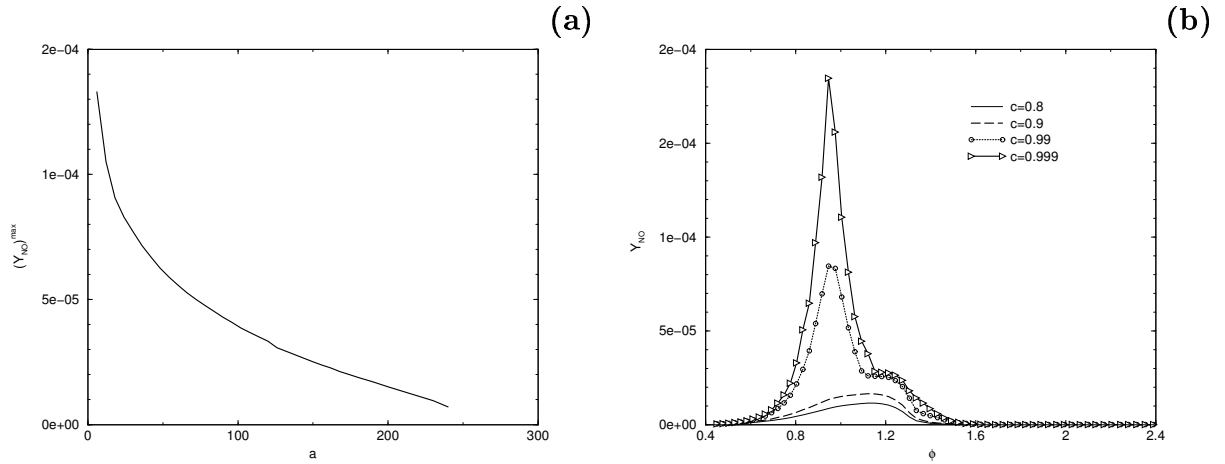 (a)
2e−04
1e−04
5e−05
0e+00
0
100
200
300
a
(Y_NO)^max
(b)
2e−04
2e−04
1e−04
5e−05
0e+00
0.4
0.8
1.2
1.6
2
2.4
ϕ
Y_NO
c=0.8
c=0.9
c=0.99
c=0.999